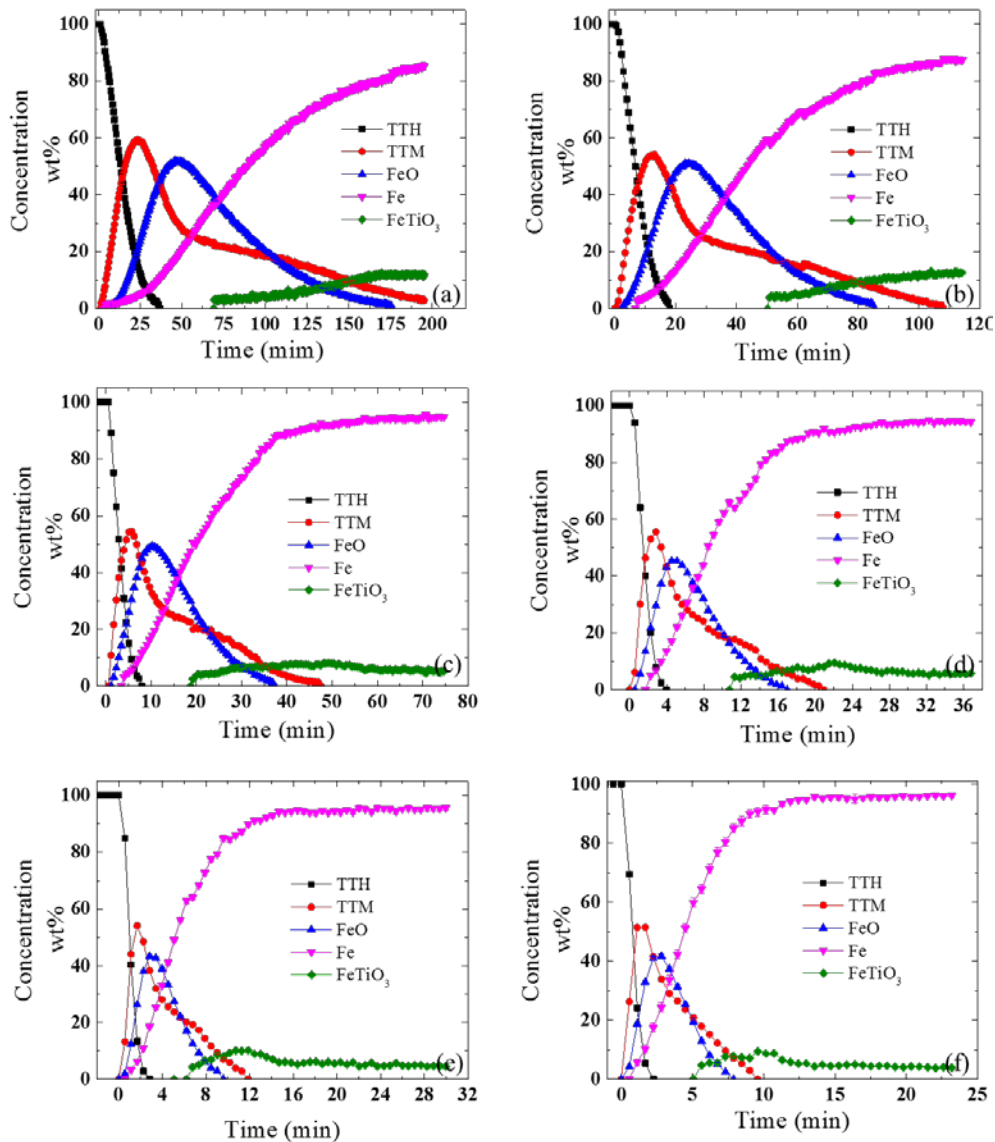 100
80
60
40
20
0
Concentration
wt%
TTH
TTM
FeO
Fe
FeTiO₃
(a)
0 25 50 75 100 125 150 175 200
Time (mim)
100
80
60
40
20
0
Concentration
wt%
TTH
TTM
FeO
Fe
FeTiO₃
(b)
0 20 40 60 80 100 120
Time (min)
100
80
60
40
20
0
Concentration
wt%
TTH
TTM
FeO
Fe
FeTiO₃
(c)
0 10 20 30 40 50 60 70 80
Time (min)
100
80
60
40
20
0
Concentration
wt%
TTH
TTM
FeO
Fe
FeTiO₃
(d)
0 4 8 12 16 20 24 28 32 36
Time (min)
100
80
60
40
20
0
Concentration
wt%
TTH
TTM
FeO
Fe
FeTiO₃
(e)
0 4 8 12 16 20 24 28 32
Time (min)
100
80
60
40
20
0
Concentration
wt%
TTH
TTM
FeO
Fe
FeTiO₃
(f)
0 5 10 15 20 25
Time (min)